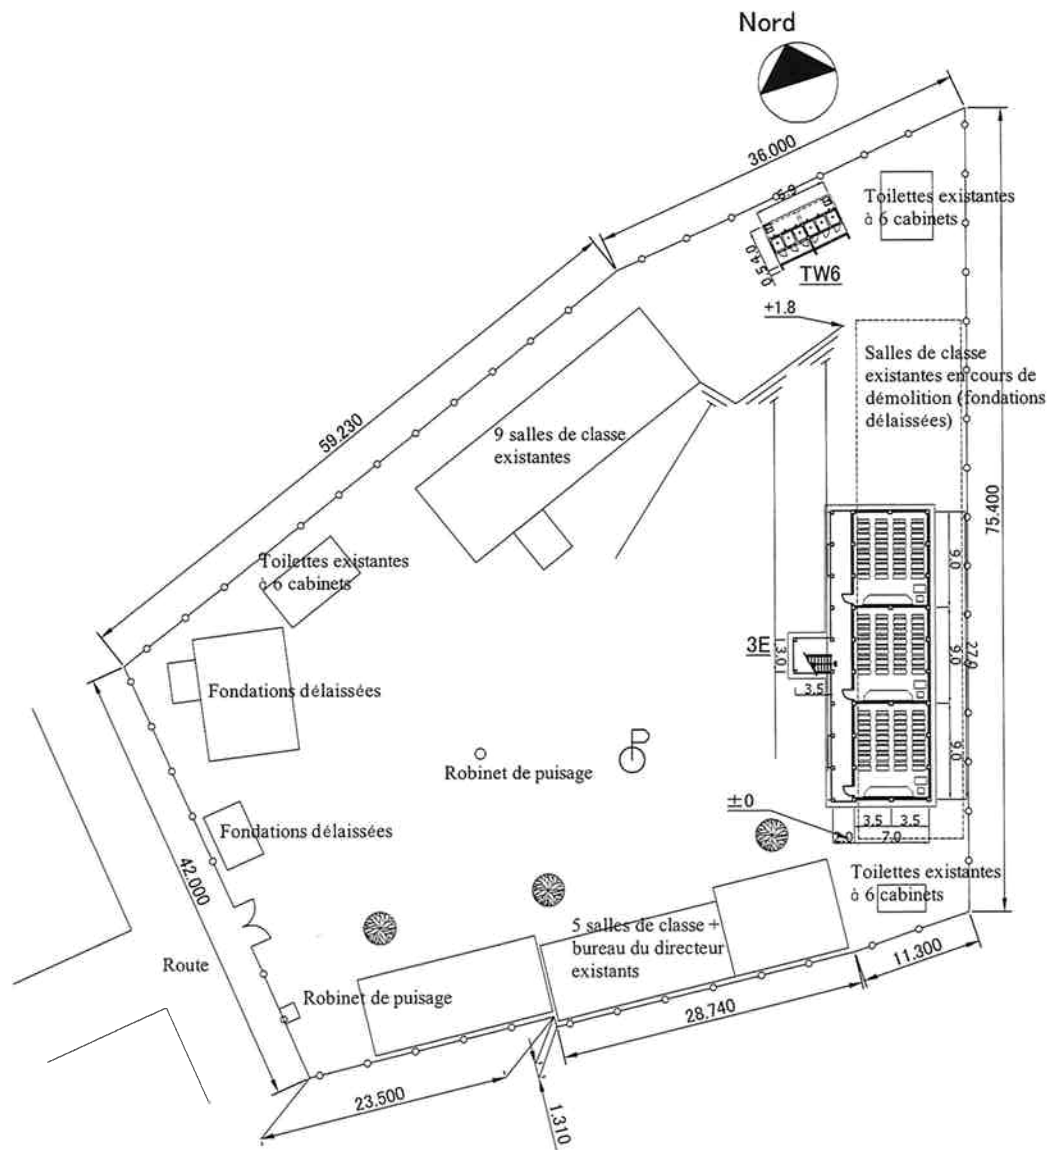 Nord
36.000
6.9
Toilettes existantes
à 6 cabinets
0.5 4.0
TW6
+1.8
Salles de classe
existantes en cours de
démolition (fondations
délaissées)
59.230
9 salles de classe
existantes
75.400
9.0
Toilettes existantes
à 6 cabinets
3E
3.0
9.0
27.0
3.5
Fondations délaissées
Robinet de puisage
9.0
±0
3.5
3.5
2.0
7.0
Fondations délaissées
42.000
Toilettes existantes
à 6 cabinets
5 salles de classe +
bureau du directeur
existants
Route
11.300
Robinet de puisage
28.740
23.500
1.310